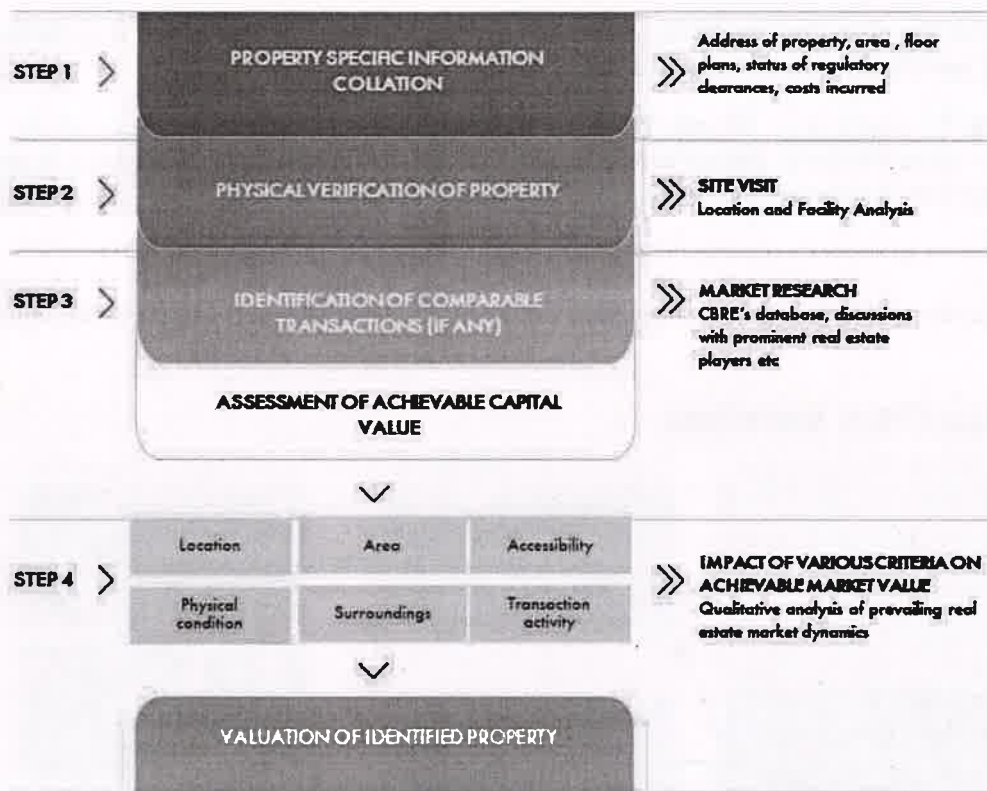 STEP 1
PROPERTY SPECIFIC INFORMATION
COLLATION
Address of property, area , floor
plans, status of regulatory
clearances, costs incurred
STEP 2
PHYSICAL VERIFICATION OF PROPERTY
SITE VISIT
Location and Facility Analysis
STEP 3
IDENTIFICATION OF COMPARABLE
TRANSACTIONS (IF ANY)
MARKET RESEARCH
CBRE's database, discussions
with prominent real estate
players etc
ASSESSMENT OF ACHIEVABLE CAPITAL
VALUE
STEP 4
Location
Area
Accessibility
Physical
condition
Surroundings
Transaction
activity
IMPACT OF VARIOUS CRITERIA ON
ACHIEVABLE MARKET VALUE
Qualitative analysis of prevailing real
estate market dynamics
VALUATION OF IDENTIFIED PROPERTY